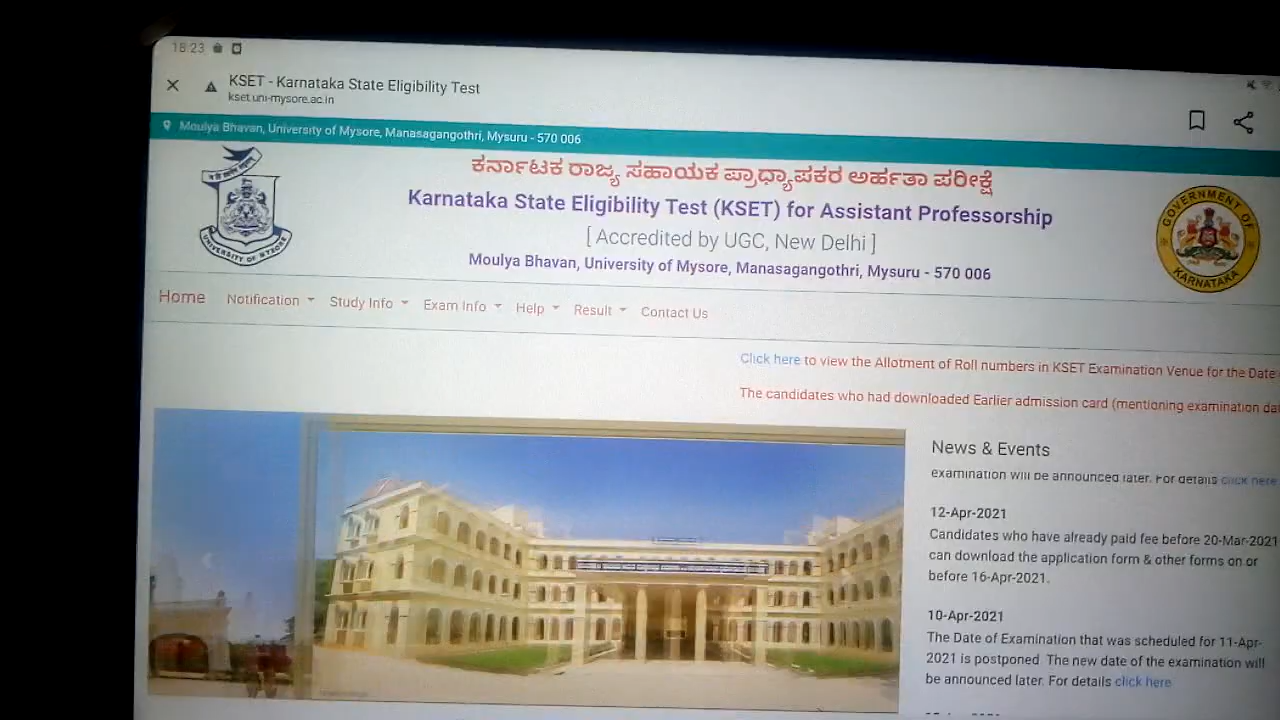 18:23
KSET - Karnataka State Eligibility Test
kset.uni-mysore.ac.in
Moulya Bhavan, University of Mysore, Manasagangothri, Mysuru - 570 006
ಕರ್ನಾಟಕ ರಾಜ್ಯ ಸಹಾಯಕ ಪ್ರಾಧ್ಯಾಪಕರ ಅರ್ಹತಾ ಪರೀಕ್ಷೆ
Karnataka State Eligibility Test (KSET) for Assistant Professorship
[ Accredited by UGC, New Delhi ]
Moulya Bhavan, University of Mysore, Manasagangothri, Mysuru - 570 006
UNIVERSITY OF MYSORE
GOVERNMENT OF
KARNATAKA
Home Notification Study Info Exam Info Help Result Contact Us
Click here to view the Allotment of Roll numbers in KSET Examination Venue for the Date
The candidates who had downloaded Earlier admission card (mentioning examination
News & Events
examination will be announced later. For details click here
12-Apr-2021
Candidates who have already paid fee before 20-Mar-2021
can download the application form & other forms on or
before 16-Apr-2021.
10-Apr-2021
The Date of Examination that was scheduled for 11-Apr-
2021 is postponed. The new date of the examination will
be announced later. For details click here